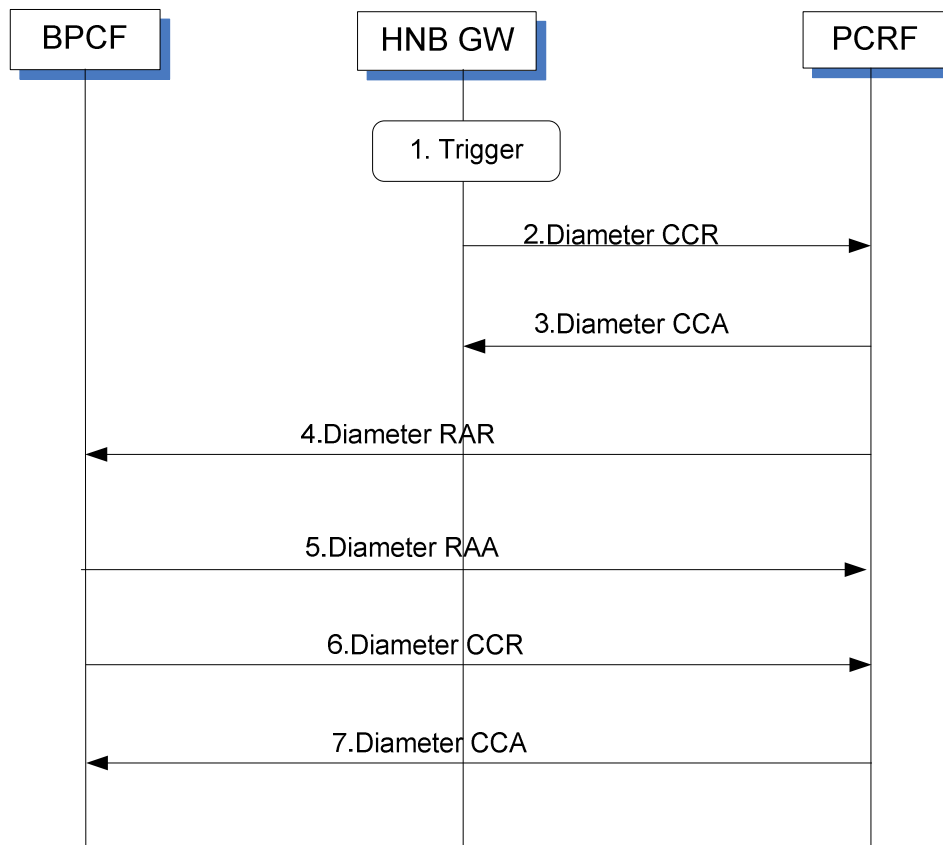 BPCF
HNB GW
PCRF
1. Trigger
2.Diameter CCR
3.Diameter CCA
4.Diameter RAR
5.Diameter RAA
6.Diameter CCR
7.Diameter CCA